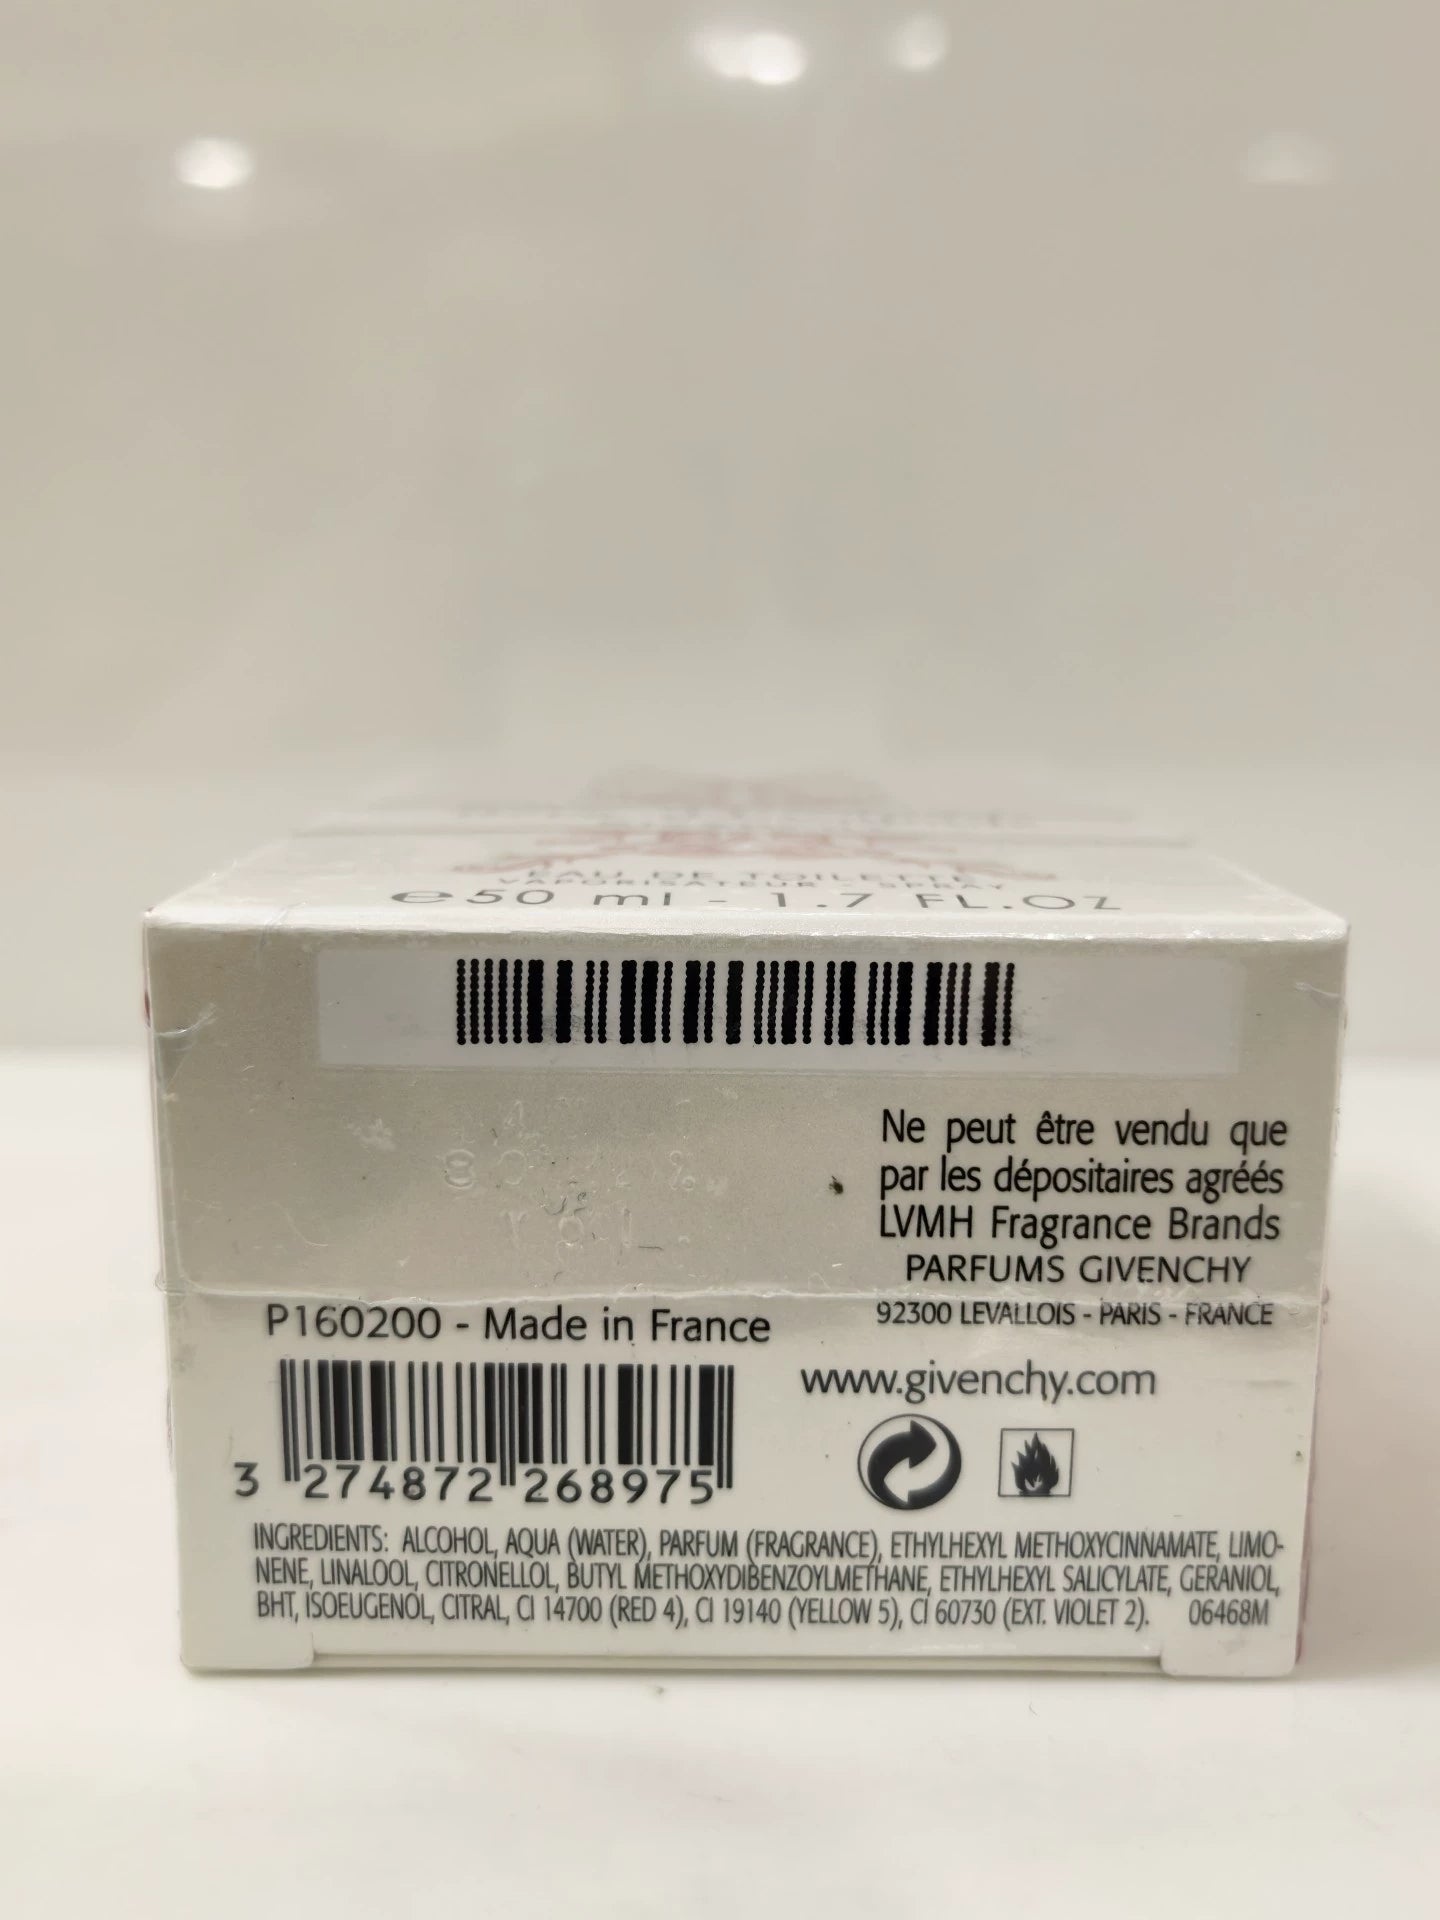 EAU DE TOILETTE
VAPORISATEUR - SPRAY
e50 ml - 1.7 FL.OZ
Ne peut être vendu que
par les dépositaires agréés
LVMH Fragrance Brands
PARFUMS GIVENCHY
92300 LEVALLOIS - PARIS - FRANCE
P160200 - Made in France
www.givenchy.com
3 274872 268975
INGREDIENTS: ALCOHOL, AQUA (WATER), PARFUM (FRAGRANCE), ETHYLHEXYL METHOXYCINNAMATE, LIMO-
NENE, LINALOOL, CITRONELLOL, BUTYL METHOXYDIBENZOYLMETHANE, ETHYLHEXYL SALICYLATE, GERANIOL,
BHT, ISOEUGENOL, CITRAL, CI 14700 (RED 4), CI 19140 (YELLOW 5), CI 60730 (EXT. VIOLET 2). 06468M